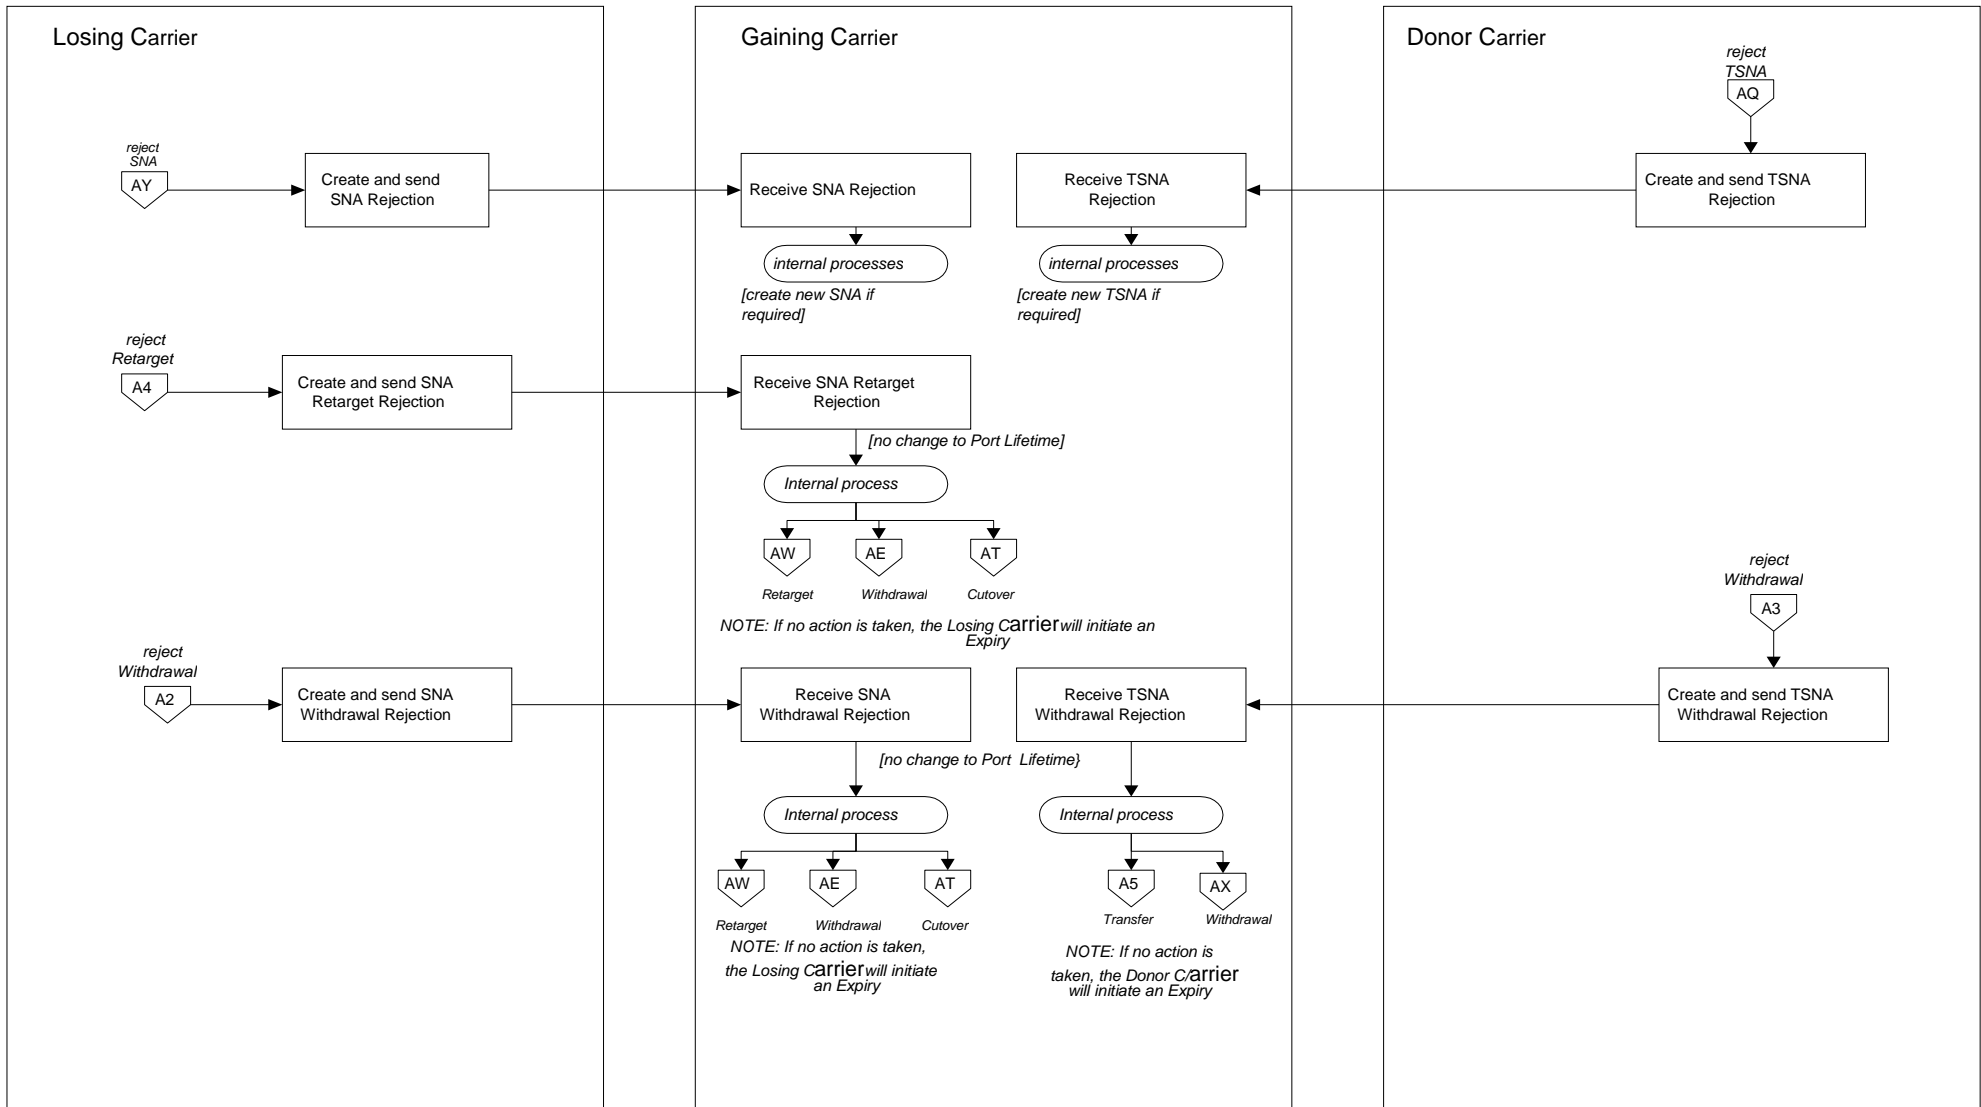 Losing Carrier
Gaining Carrier
Donor Carrier
reject
TSNA
AQ
reject
SNA
AY
Create and send
SNA Rejection
Receive SNA Rejection
Receive TSNA
Rejection
Create and send TSNA
Rejection
internal processes
internal processes
[create new SNA if
required]
[create new TSNA if
required]
reject
Retarget
A4
Create and send SNA
Retarget Rejection
Receive SNA Retarget
Rejection
[no change to Port Lifetime]
Internal process
AW
AE
AT
Retarget
Withdrawal
Cutover
NOTE: If no action is taken, the Losing Carrier will initiate an
Expiry
reject
Withdrawal
A3
reject
Withdrawal
A2
Create and send SNA
Withdrawal Rejection
Receive SNA
Withdrawal Rejection
Receive TSNA
Withdrawal Rejection
Create and send TSNA
Withdrawal Rejection
[no change to Port Lifetime}
Internal process
Internal process
AW
AE
AT
A5
AX
Retarget
Withdrawal
Cutover
Transfer
Withdrawal
NOTE: If no action is taken,
the Losing Carrier will initiate
an Expiry
NOTE: If no action is
taken, the Donor C/arrier
will initiate an Expiry